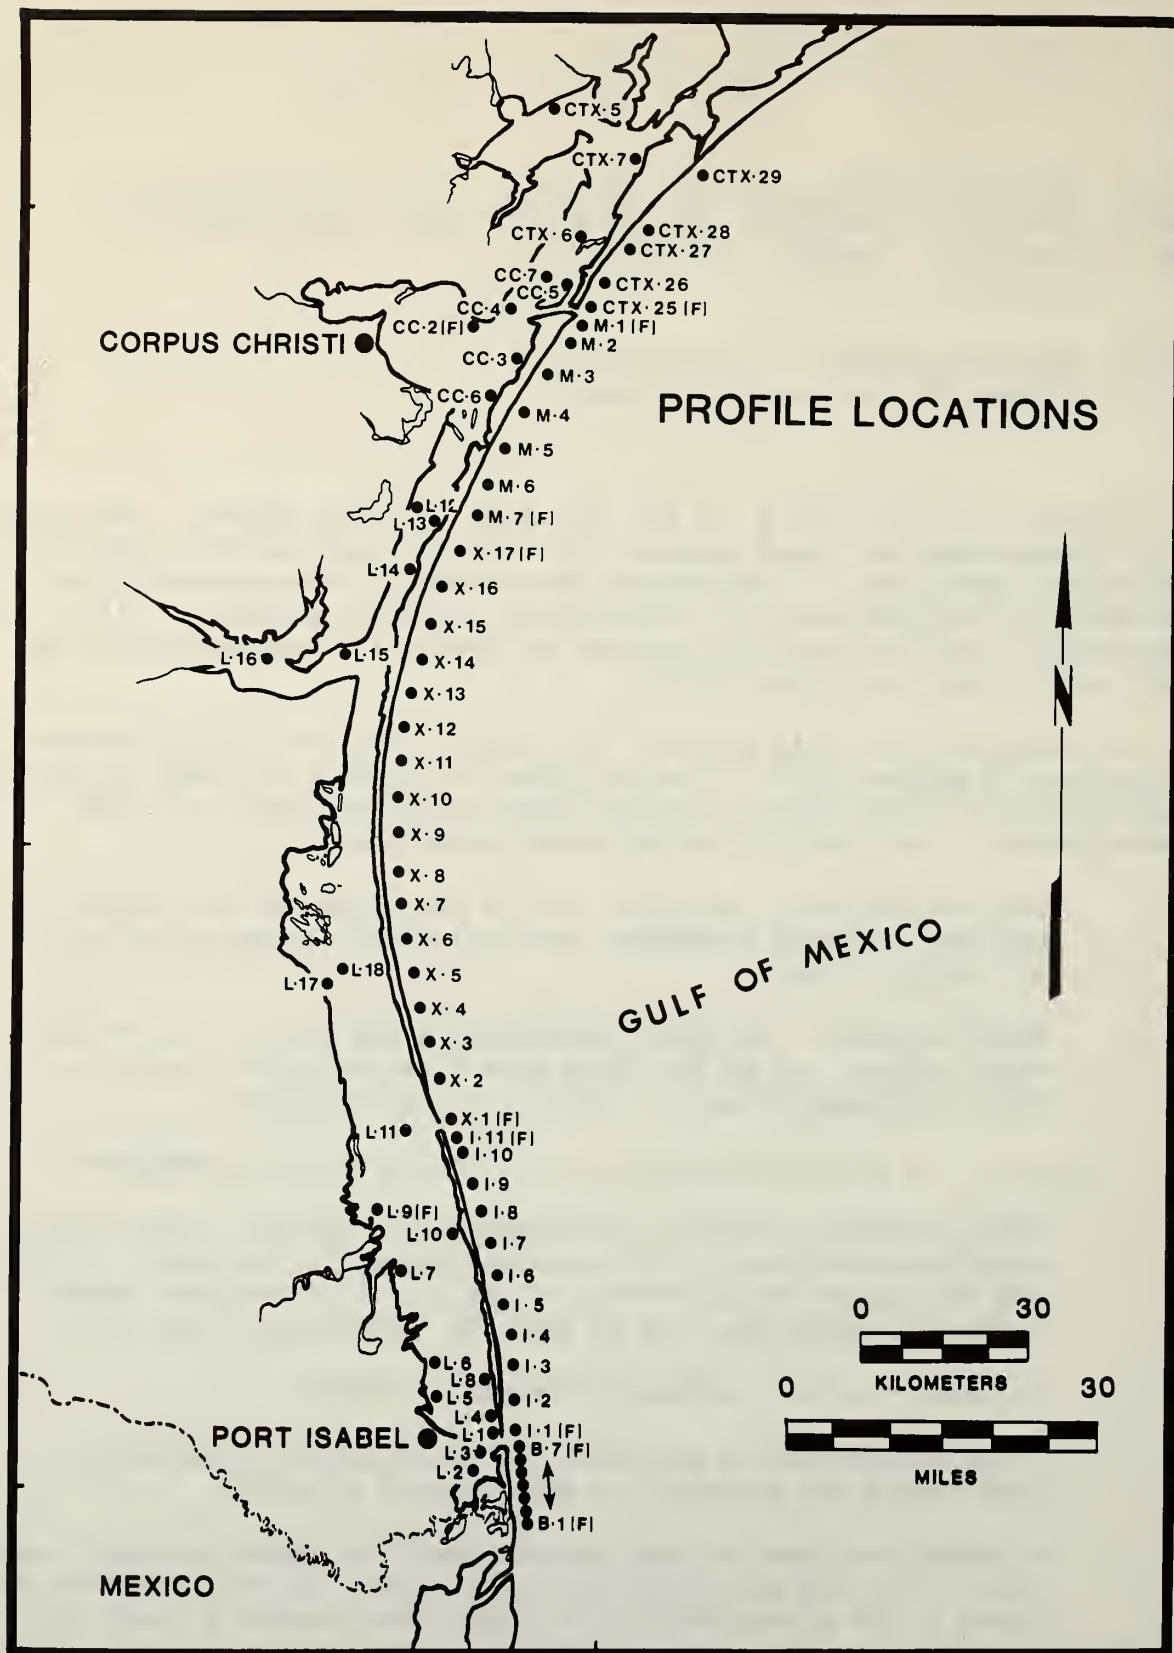 CTX·5
CTX·7
CTX·29
CTX·6
CTX·28
CTX·27
CC·7
CC·5
CTX·26
CC·4
CTX·25 (F)
CC·2(F)
M·1(F)
CORPUS CHRISTI
M·2
CC·3
M·3
CC·6
M·4
PROFILE LOCATIONS
M·5
M·6
L·12
L·13
M·7 (F)
X·17(F)
L·14
X·16
X·15
L·16
L·15
X·14
N
X·13
X·12
X·11
X·10
X·9
X·8
X·7
X·6
GULF OF MEXICO
L·18
X·5
L·17
X·4
X·3
X·2
X·1 (F)
L·11
I·11 (F)
I·10
I·9
L·9(F)
I·8
L·10
I·7
L·7
I·6
I·5
0 30
I·4
L·6
I·3
L·8
KILOMETERS
0 30
L·5
I·2
L·4
PORT ISABEL
L·1
I·1 (F)
L·3
B·7 (F)
L·2
MILES
B·1 (F)
MEXICO